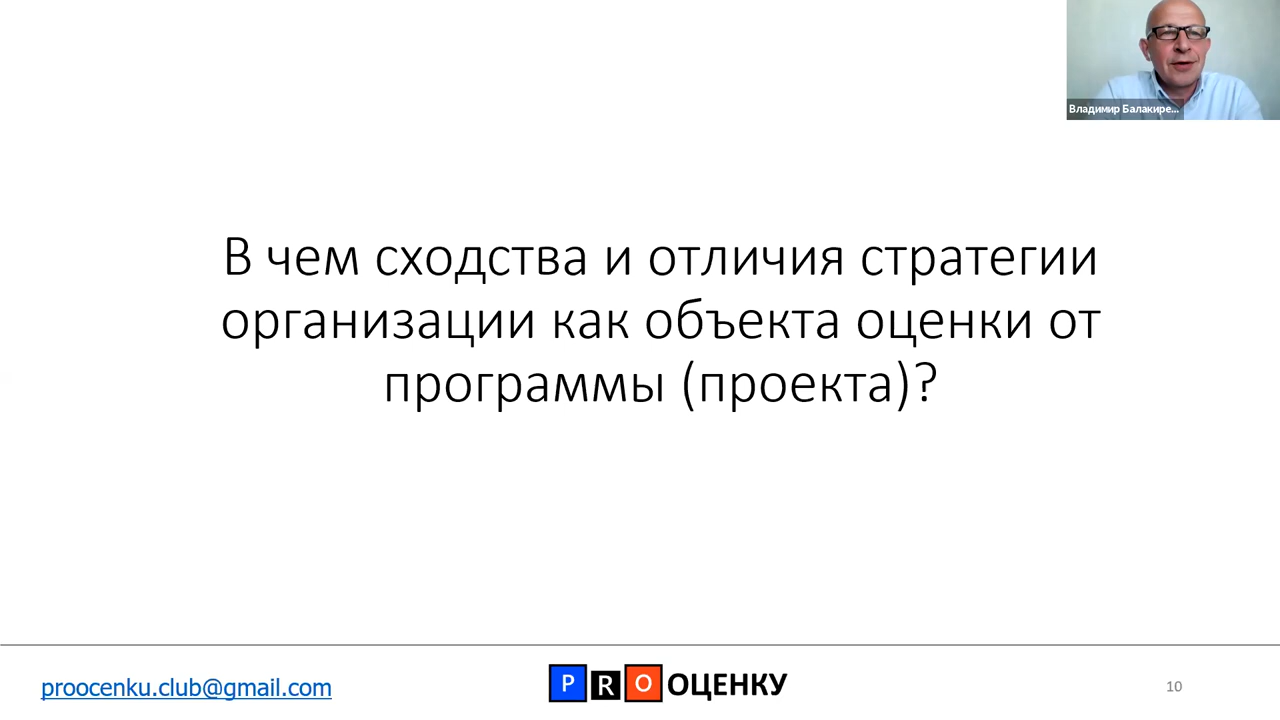 Владимир Балакире...
В чем сходства и отличия стратегии
организации как объекта оценки от
программы (проекта)?
proocenku.club@gmail.com
PRO ОЦЕНКУ
10